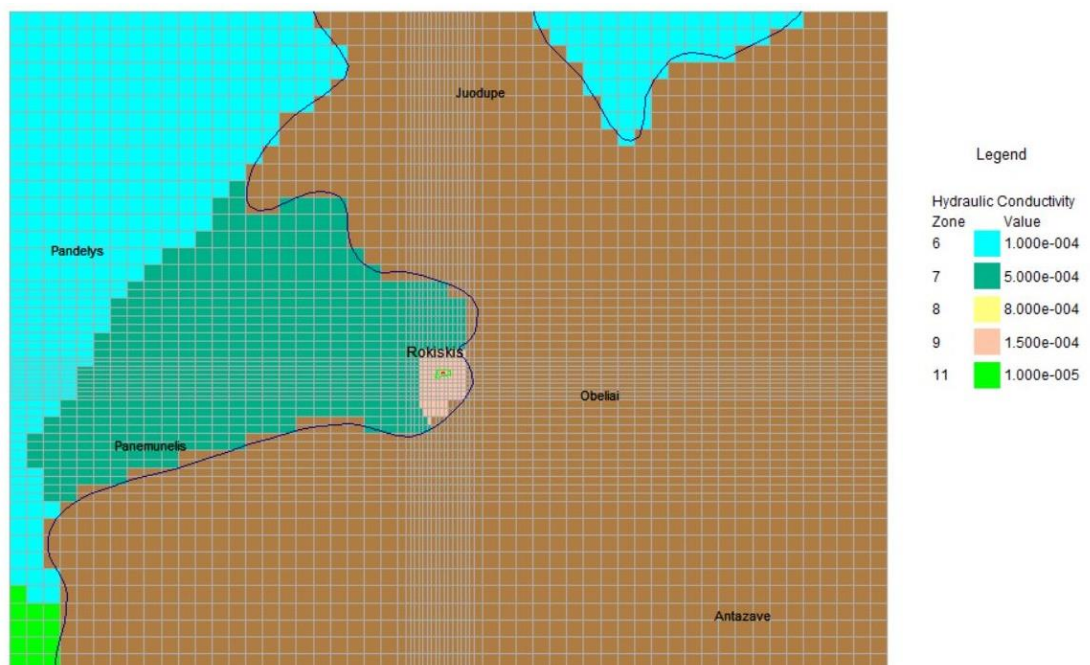 Juodupe
Pandelys
Rokiskis
Obeliai
Panemunelis
Antazave
Legend
Hydraulic Conductivity
Zone Value
6 1.000e-004
7 5.000e-004
8 8.000e-004
9 1.500e-004
11 1.000e-005